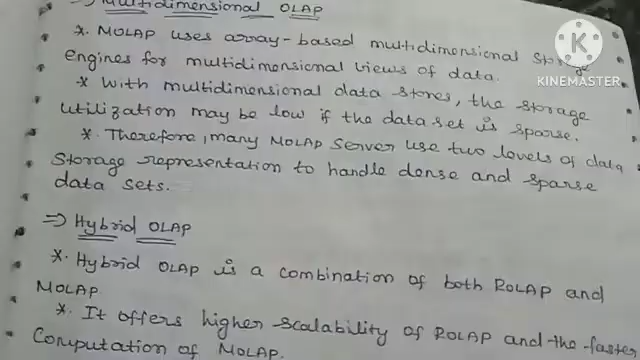 => Multidimensional OLAP
*. MOLAP uses array-based multidimensional storage
engines for multidimensional views of data.
* With multidimensional data stores, the storage
utilization may be low if the data set is sparse.
*. Therefore, many MOLAP Server use two levels of data
Storage representation to handle dense and sparse
data sets.
=> Hybrid OLAP
*. Hybrid OLAP is a combination of both ROLAP and
MOLAP
*. It offers higher scalability of ROLAP and the faster
Computation of MOLAP.
K
KINEMASTER